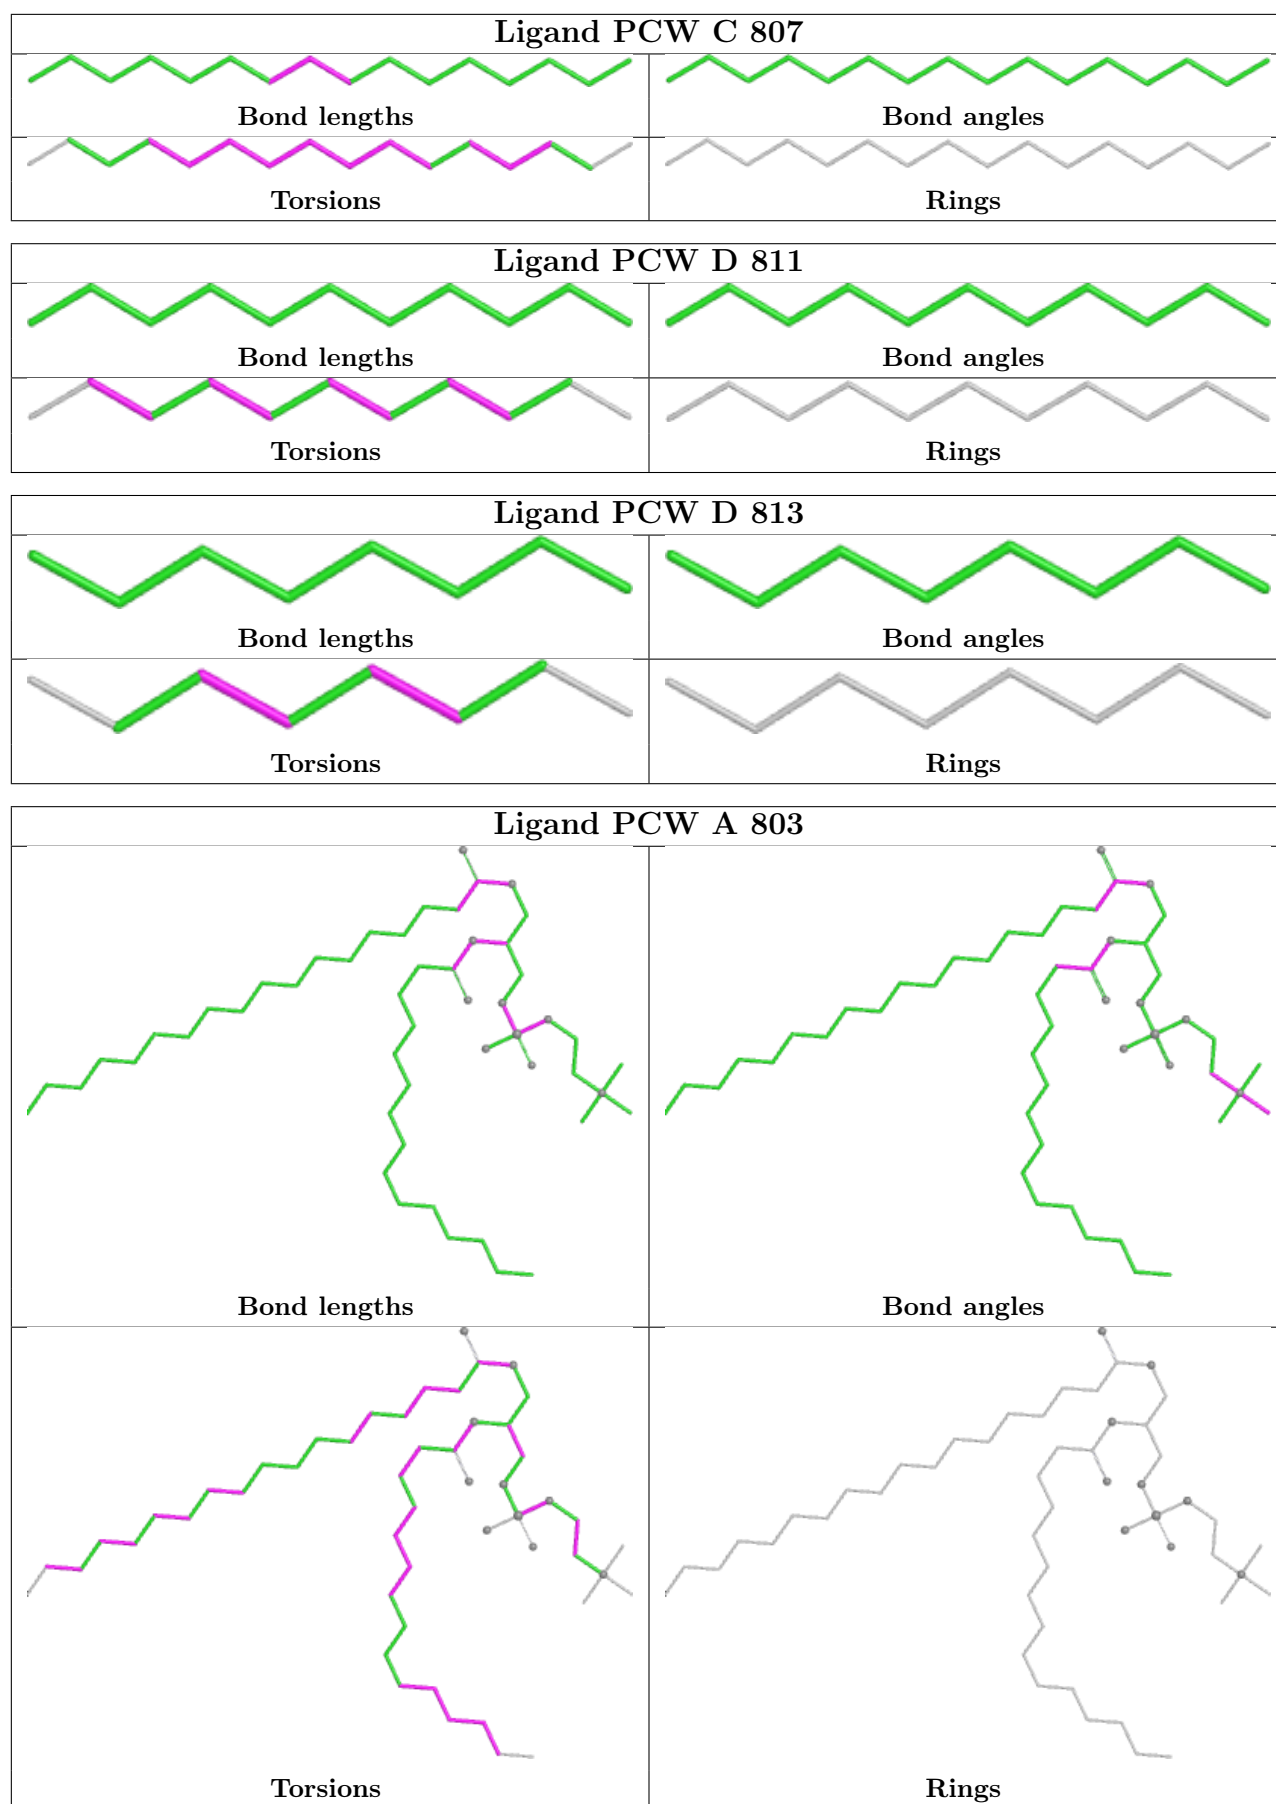 Ligand PCW C 807
Bond lengths
Bond angles
Torsions
Rings
Ligand PCW D 811
Bond lengths
Bond angles
Torsions
Rings
Ligand PCW D 813
Bond lengths
Bond angles
Torsions
Rings
Ligand PCW A 803
Bond lengths
Bond angles
Torsions
Rings